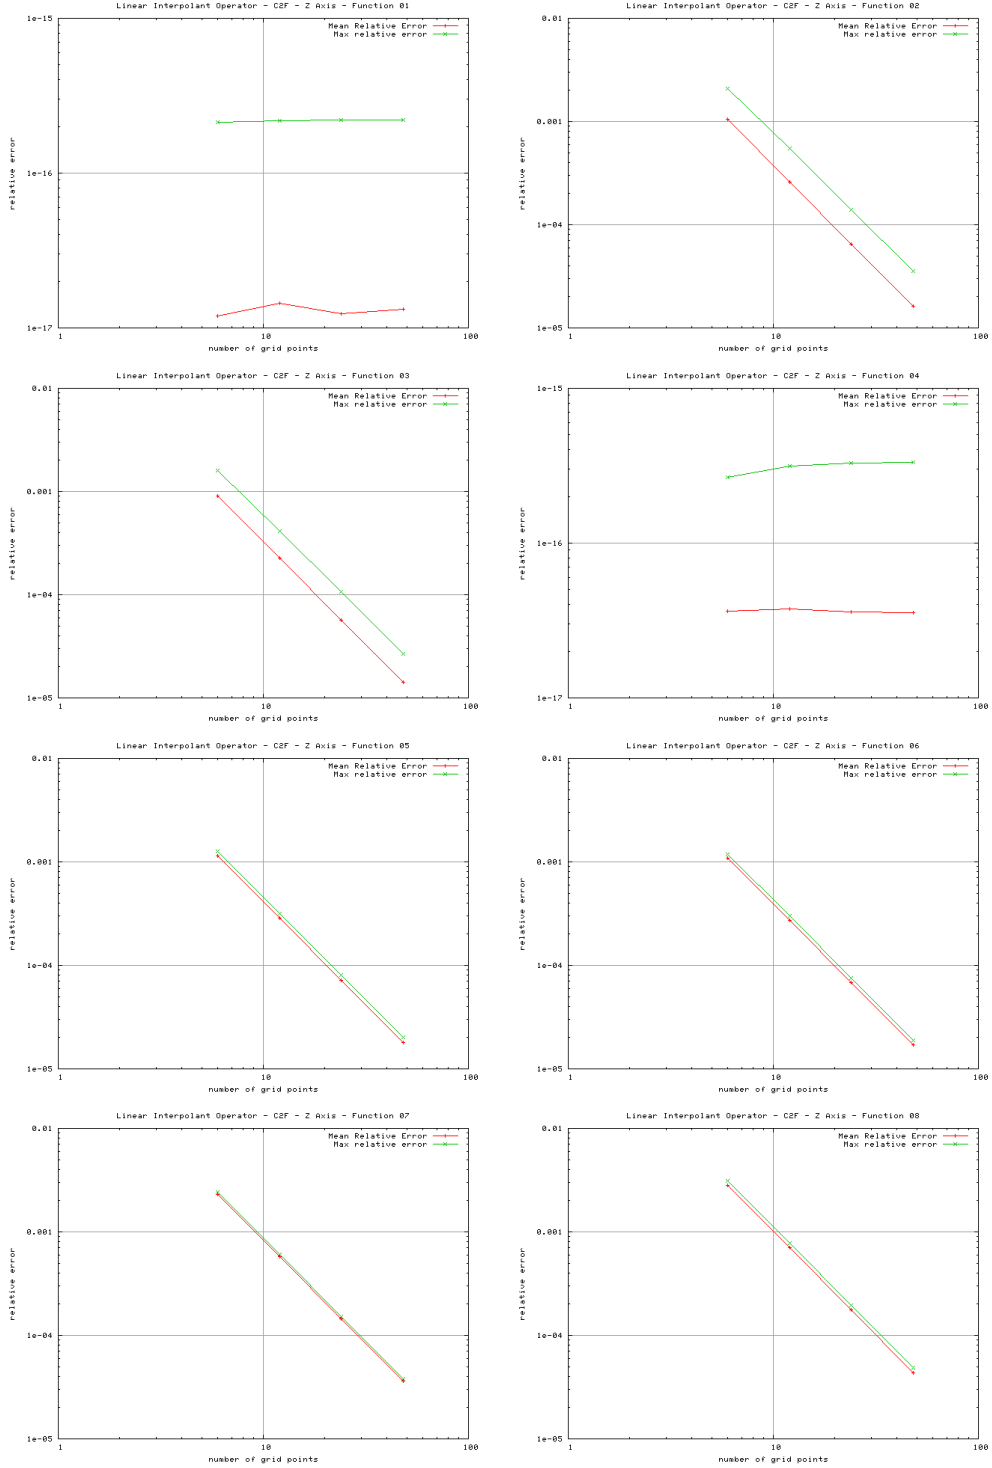 Linear Interpolant Operator - C2F - Z Axis - Function 01
1e-15
Mean Relative Error
Max relative error
1e-16
relative error
1e-17
1 10 100
number of grid points
Linear Interpolant Operator - C2F - Z Axis - Function 02
0.01
Mean Relative Error
Max relative error
0.001
relative error
1e-04
1e-05
1 10 100
number of grid points
Linear Interpolant Operator - C2F - Z Axis - Function 03
0.01
Mean Relative Error
Max relative error
0.001
relative error
1e-04
1e-05
1 10 100
number of grid points
Linear Interpolant Operator - C2F - Z Axis - Function 04
1e-15
Mean Relative Error
Max relative error
1e-16
relative error
1e-17
1 10 100
number of grid points
Linear Interpolant Operator - C2F - Z Axis - Function 05
0.01
Mean Relative Error
Max relative error
0.001
relative error
1e-04
1e-05
1 10 100
number of grid points
Linear Interpolant Operator - C2F - Z Axis - Function 06
0.01
Mean Relative Error
Max relative error
0.001
relative error
1e-04
1e-05
1 10 100
number of grid points
Linear Interpolant Operator - C2F - Z Axis - Function 07
0.01
Mean Relative Error
Max relative error
0.001
relative error
1e-04
1e-05
1 10 100
number of grid points
Linear Interpolant Operator - C2F - Z Axis - Function 08
0.01
Mean Relative Error
Max relative error
0.001
relative error
1e-04
1e-05
1 10 100
number of grid points